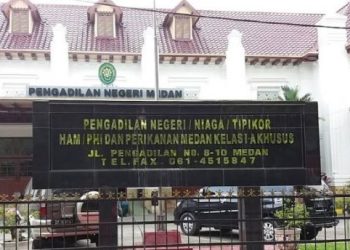 PENGADILAN NEGERI MEDAN
PENGADILAN NEGERI / NIAGA / TIPIKOR
HAM / PHI DAN PERIKANAN MEDAN KELAS I-A KHUSUS
JL. PENGADILAN NO. 8-10 MEDAN
TEL.FAX. 061-4515847